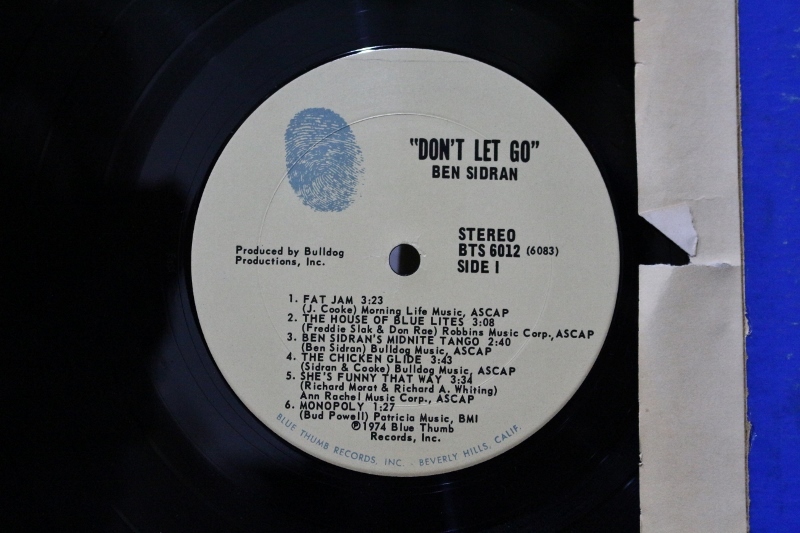 "DON'T LET GO"
BEN SIDRAN
STEREO
BTS 6012 (6083)
SIDE I
Produced by Bulldog
Productions, Inc.
1. FAT JAM 3:23
(J. Cooke) Morning Life Music, ASCAP
2. THE HOUSE OF BLUE LITES 3:08
(Freddie Slak & Don Rae) Robbins Music Corp., ASCAP
3. BEN SIDRAN'S MIDNITE TANGO 2:40
(Ben Sidran) Bulldog Music, ASCAP
4. THE CHICKEN GLIDE 3:43
(Sidran & Cooke) Bulldog Music, ASCAP
5. SHE'S FUNNY THAT WAY 3:34
(Richard Morat & Richard A. Whiting)
Ann Rachel Music Corp., ASCAP
6. MONOPOLY 1:27
(Bud Powell) Patricia Music, BMI
℗1974 Blue Thumb
Records, Inc.
BLUE THUMB RECORDS, INC. - BEVERLY HILLS, CALIF.